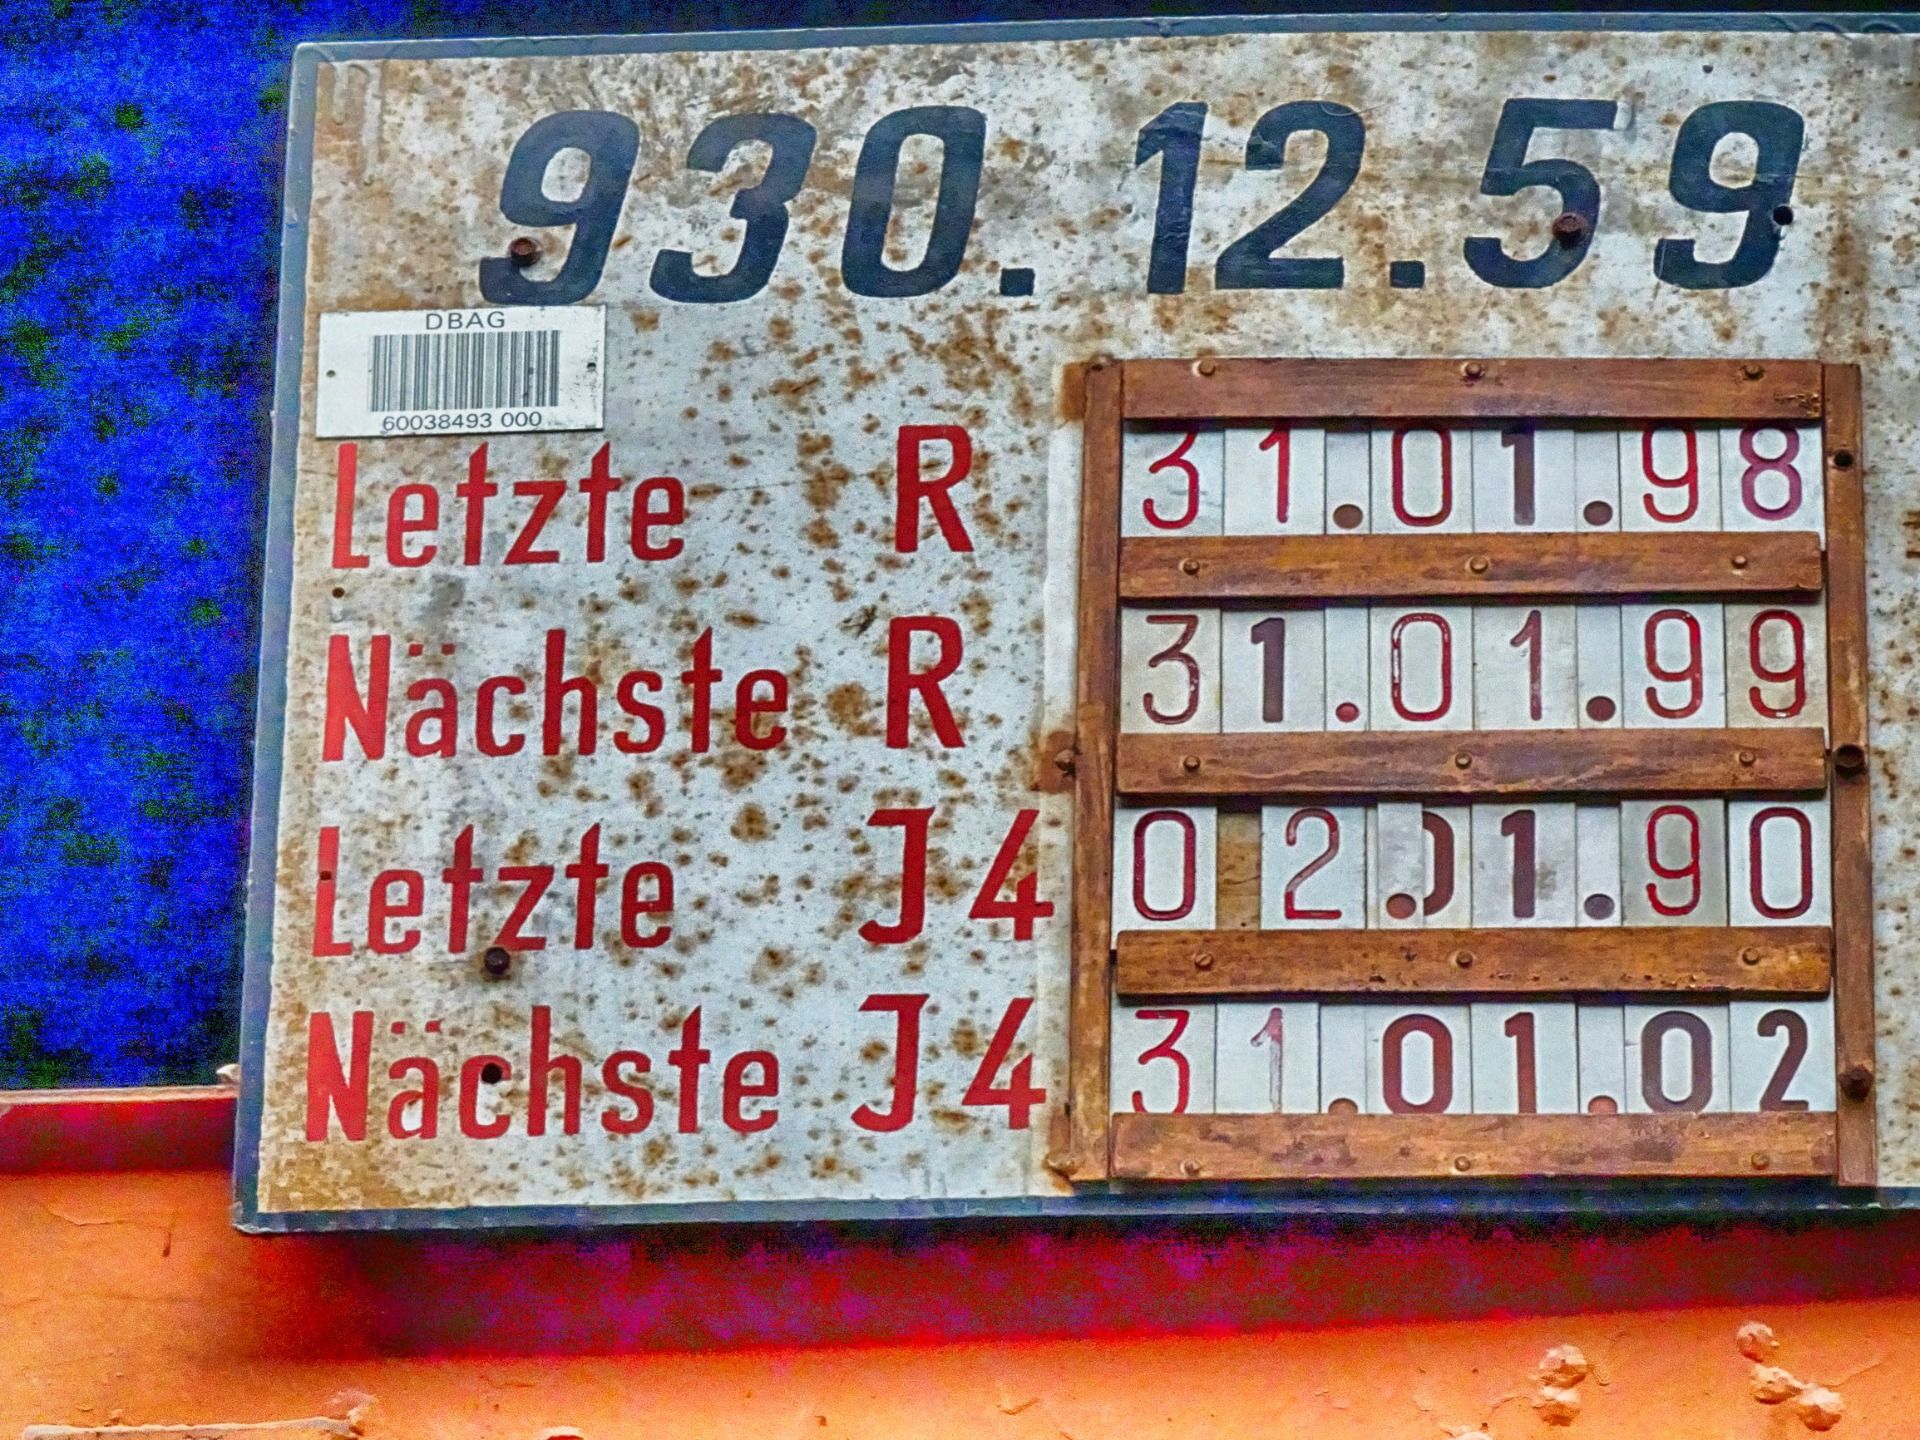 930.12.59
DBAG
60038493 000
Letzte R 31.01.98
Nächste R 31.01.99
Letzte J4 02.01.90
Nächste J4 31.01.02